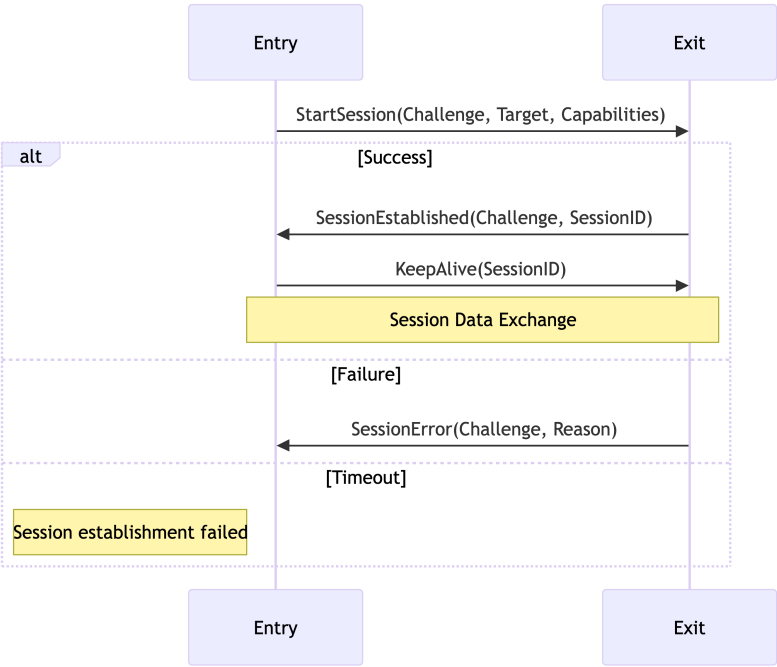 Entry
Exit
StartSession(Challenge, Target, Capabilities)
alt
[Success]
SessionEstablished(Challenge, SessionID)
KeepAlive(SessionID)
Session Data Exchange
[Failure]
SessionError(Challenge, Reason)
[Timeout]
Session establishment failed
Entry
Exit